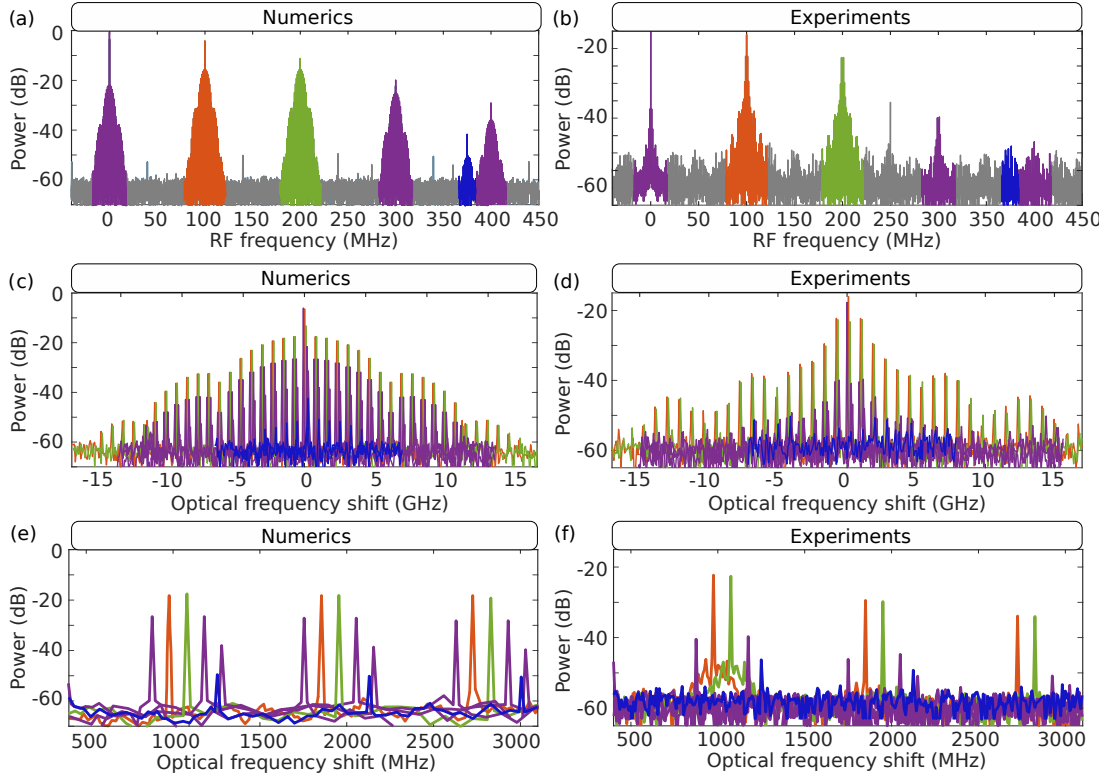 (a) Numerics
Power (dB)
0
-20
-40
-60
0 50 100 150 200 250 300 350 400 450
RF frequency (MHz)
(b) Experiments
Power (dB)
-20
-40
-60
0 50 100 150 200 250 300 350 400 450
RF frequency (MHz)
(c) Numerics
Power (dB)
0
-20
-40
-60
-15 -10 -5 0 5 10 15
Optical frequency shift (GHz)
(d) Experiments
Power (dB)
-20
-40
-60
-15 -10 -5 0 5 10 15
Optical frequency shift (GHz)
(e) Numerics
Power (dB)
0
-20
-40
-60
500 1000 1500 2000 2500 3000
Optical frequency shift (MHz)
(f) Experiments
Power (dB)
-20
-40
-60
500 1000 1500 2000 2500 3000
Optical frequency shift (MHz)